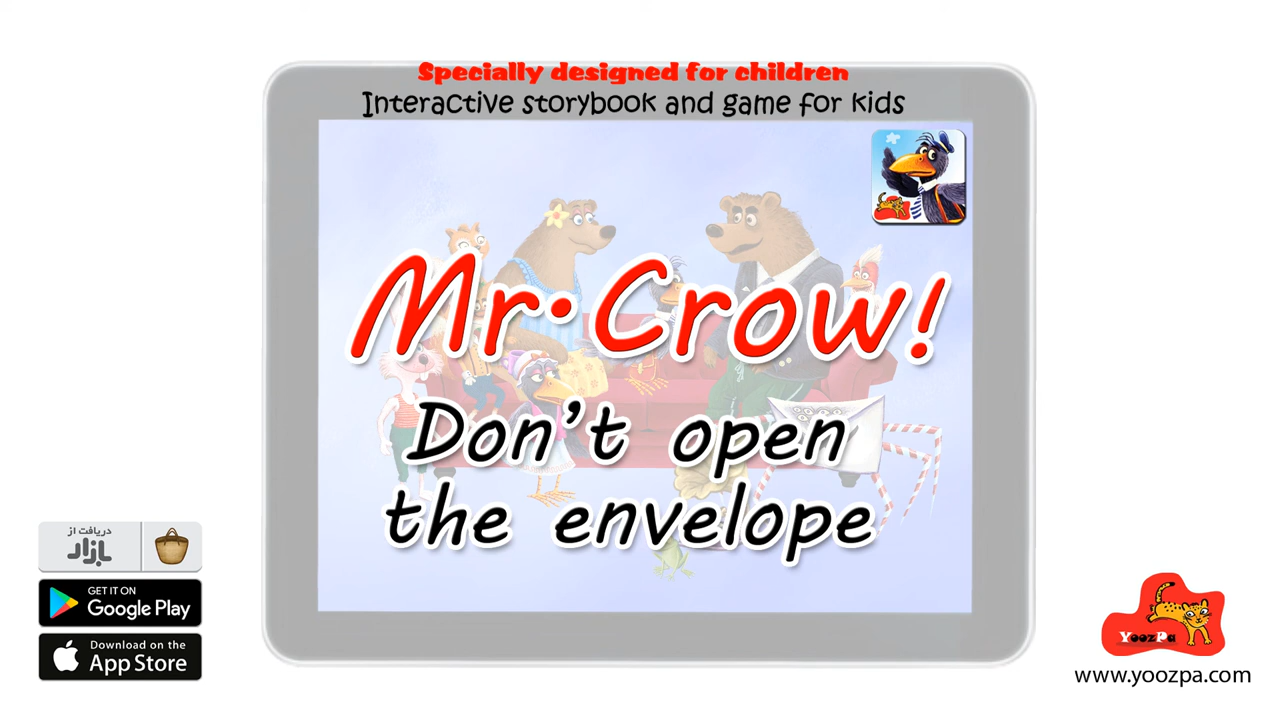 Specially designed for children
Interactive storybook and game for kids
Mr. Crow!
Don't open
the envelope
دریافت از
بازار
GET IT ON
Google Play
Download on the
App Store
YoozPa
www.yoozpa.com